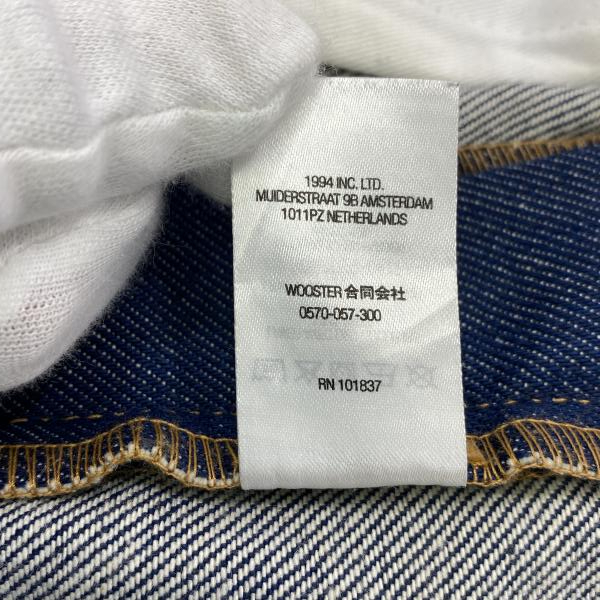 1994 INC. LTD.
MUIDERSTRAAT 9B AMSTERDAM
1011PZ NETHERLANDS
WOOSTER 合同会社
0570-057-300
RN 101837